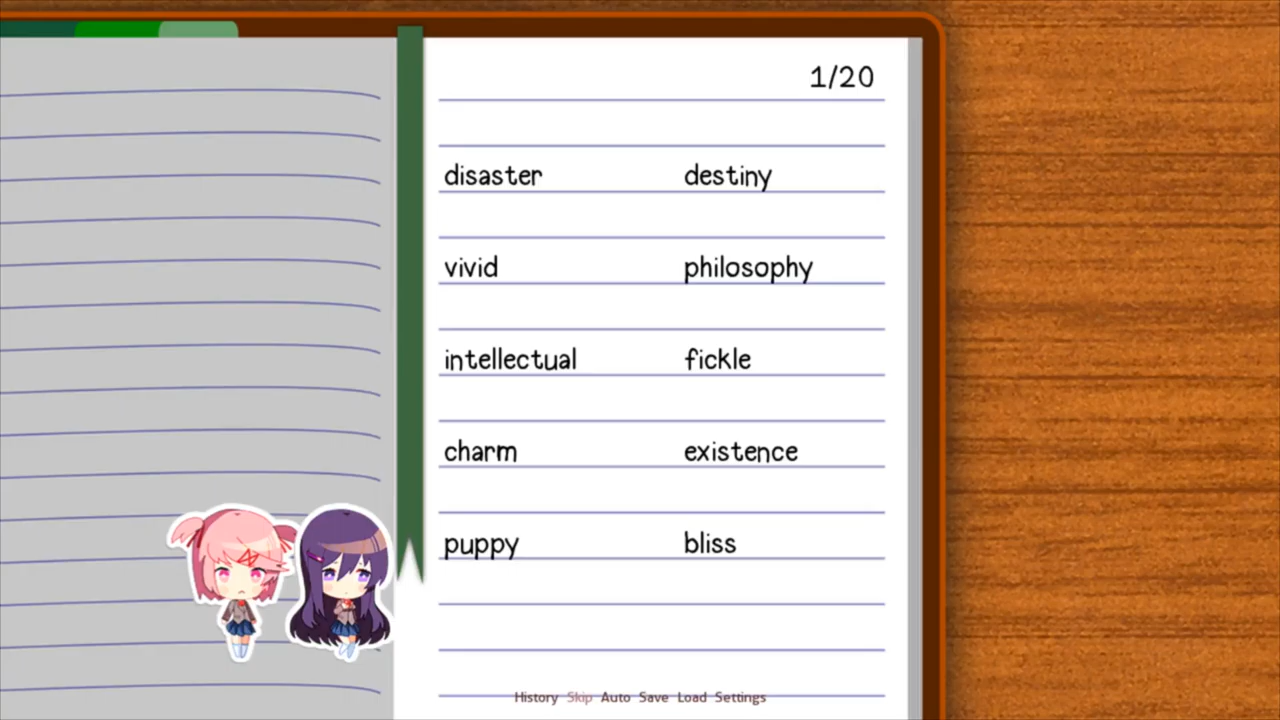 1/20
disaster destiny
vivid philosophy
intellectual fickle
charm existence
puppy bliss
History Skip Auto Save Load Settings